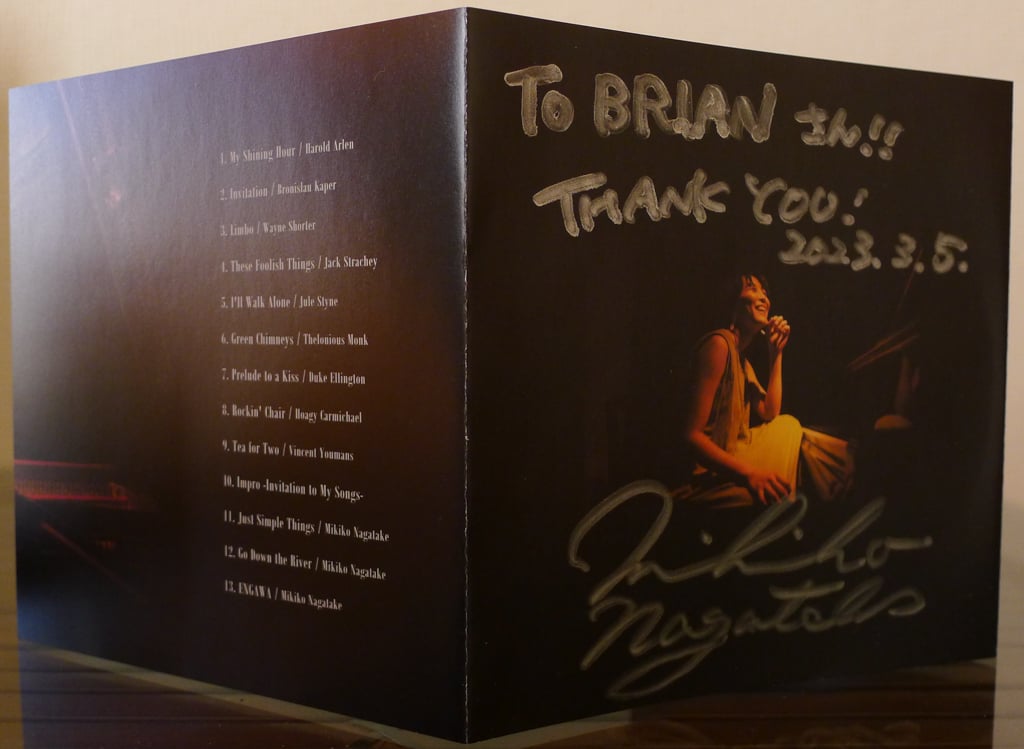 1. My Shining Hour / Harold Arlen
2. Invitation / Bronislau Kaper
3. Limbo / Wayne Shorter
4. These Foolish Things / Jack Strachey
5. I'll Walk Alone / Jule Styne
6. Green Chimneys / Thelonious Monk
7. Prelude to a Kiss / Duke Ellington
8. Rockin' Chair / Hoagy Carmichael
9. Tea for Two / Vincent Youmans
10. Impro -Invitation to My Songs-
11. Just Simple Things / Mikiko Nagatake
12. Go Down the River / Mikiko Nagatake
13. ENGAWA / Mikiko Nagatake
TO BRIAN さん!!
THANK YOU!
2023.3.5.
Mikiko
Nagatake